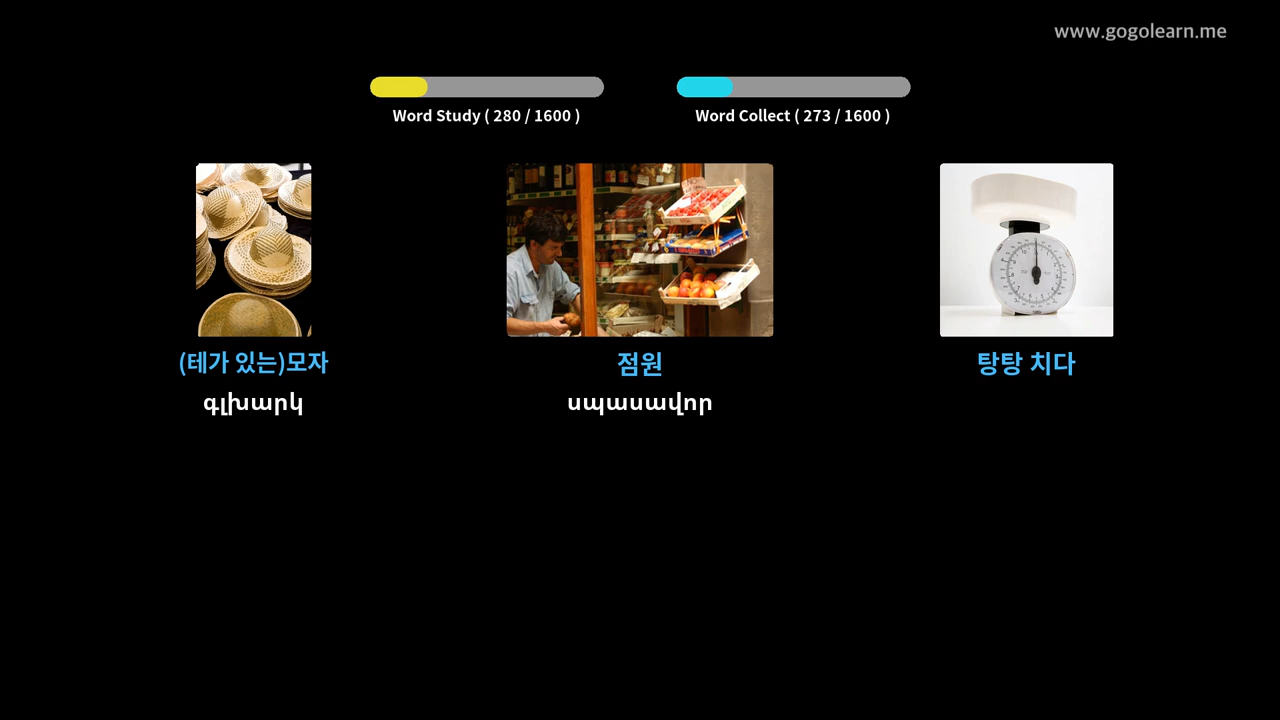 www.gogolearn.me
Word Study ( 280 / 1600 )
Word Collect ( 273 / 1600 )
(테가 있는)모자
점원
탕탕 치다
գլխարկ
սպասավոր